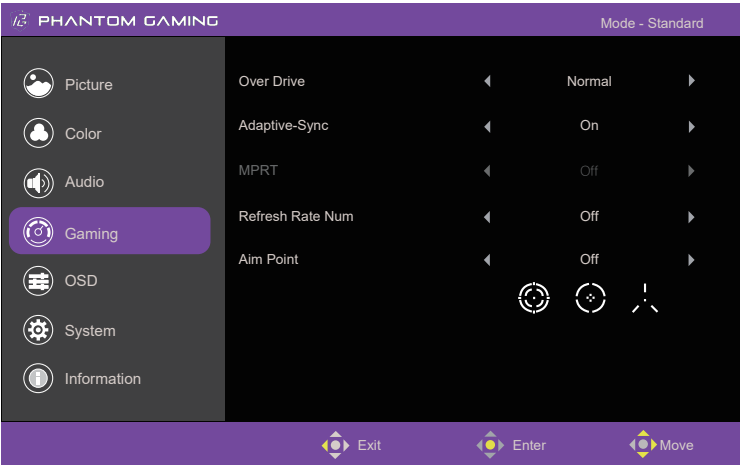 PHANTOM GAMING
Mode - Standard
Picture
Color
Audio
Gaming
OSD
System
Information
Over Drive Normal
Adaptive-Sync On
MPRT Off
Refresh Rate Num Off
Aim Point Off
Exit Enter Move